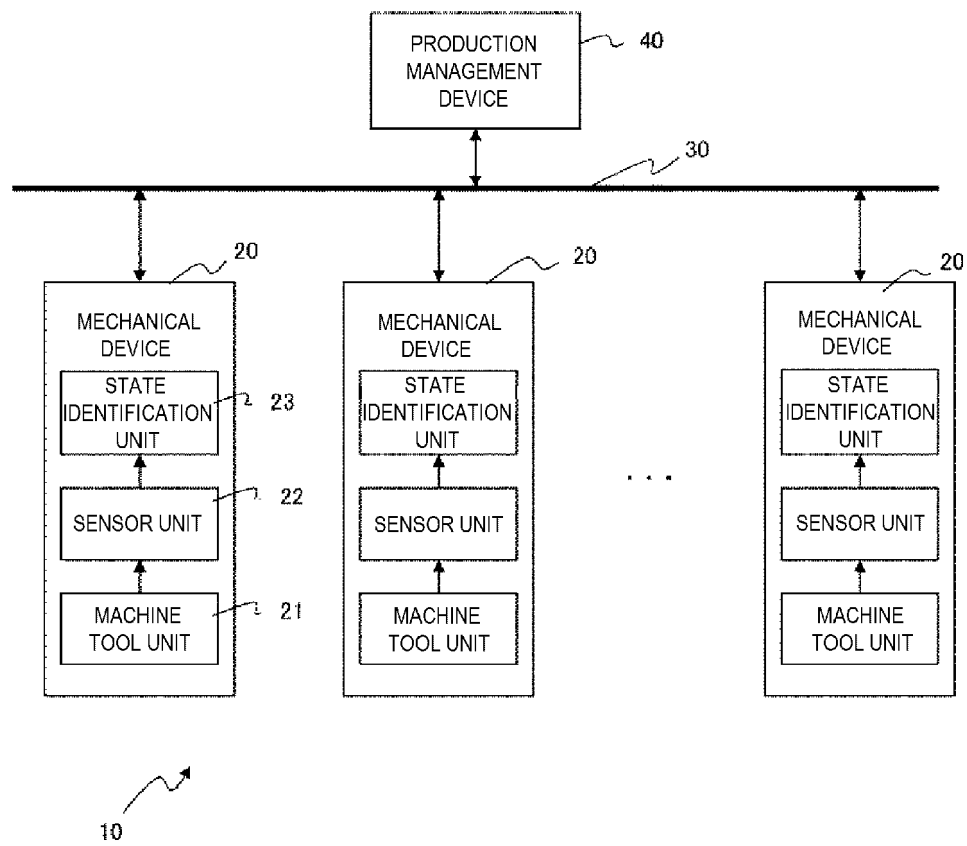 PRODUCTION
MANAGEMENT
DEVICE
40
30
20
MECHANICAL
DEVICE
STATE
IDENTIFICATION
UNIT
23
SENSOR UNIT
22
MACHINE
TOOL UNIT
21
20
MECHANICAL
DEVICE
STATE
IDENTIFICATION
UNIT
SENSOR UNIT
MACHINE
TOOL UNIT
...
20
MECHANICAL
DEVICE
STATE
IDENTIFICATION
UNIT
SENSOR UNIT
MACHINE
TOOL UNIT
10